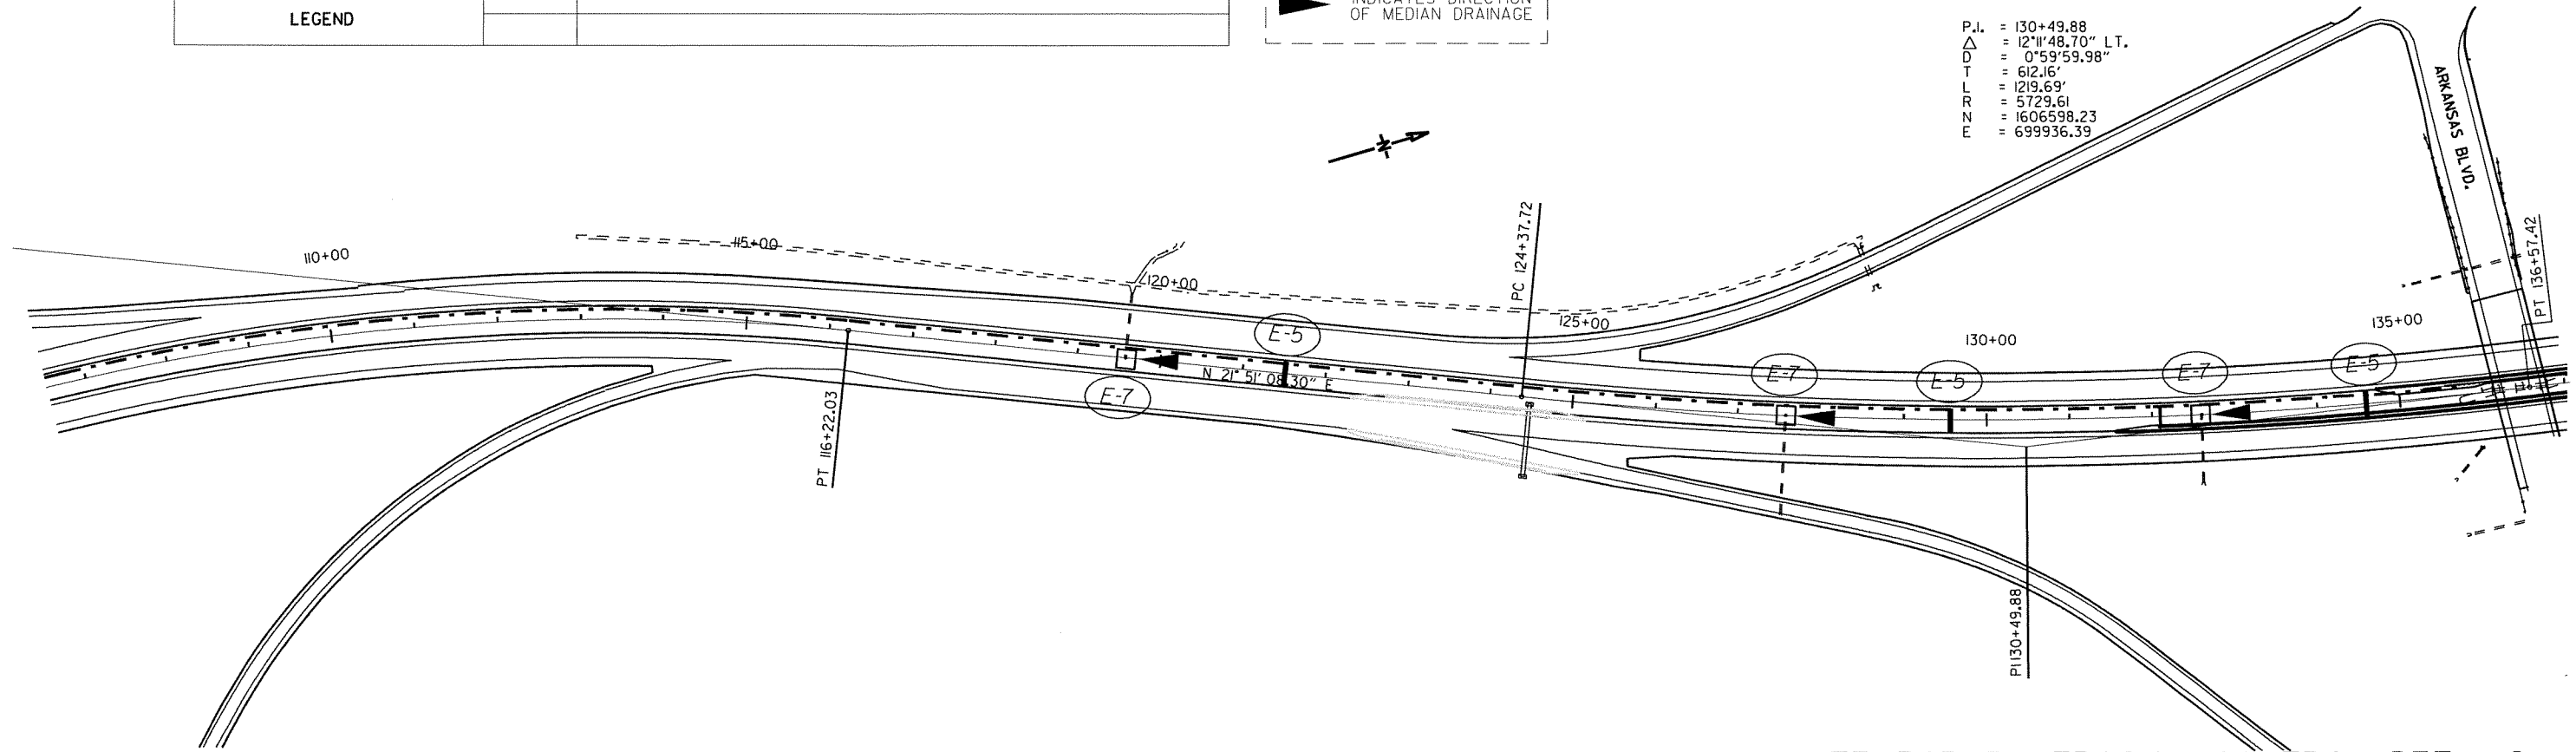 LEGEND
INDICATES DIRECTION
OF MEDIAN DRAINAGE
P.I. = 130+49.88
△ = 12°11'48.70" LT.
D = 0°59'59.98"
T = 612.16'
L = 1219.69'
R = 5729.61
N = 1606598.23
E = 699936.39
ARKANSAS BLVD.
N
110+00
115+00
120+00
PC 124+37.72
125+00
130+00
135+00
PT 136+57.42
E-5
E-7
E-5
E-7
E-5
N 21° 51' 08.30" E
E-7
PT 116+22.03
PI 130+49.88